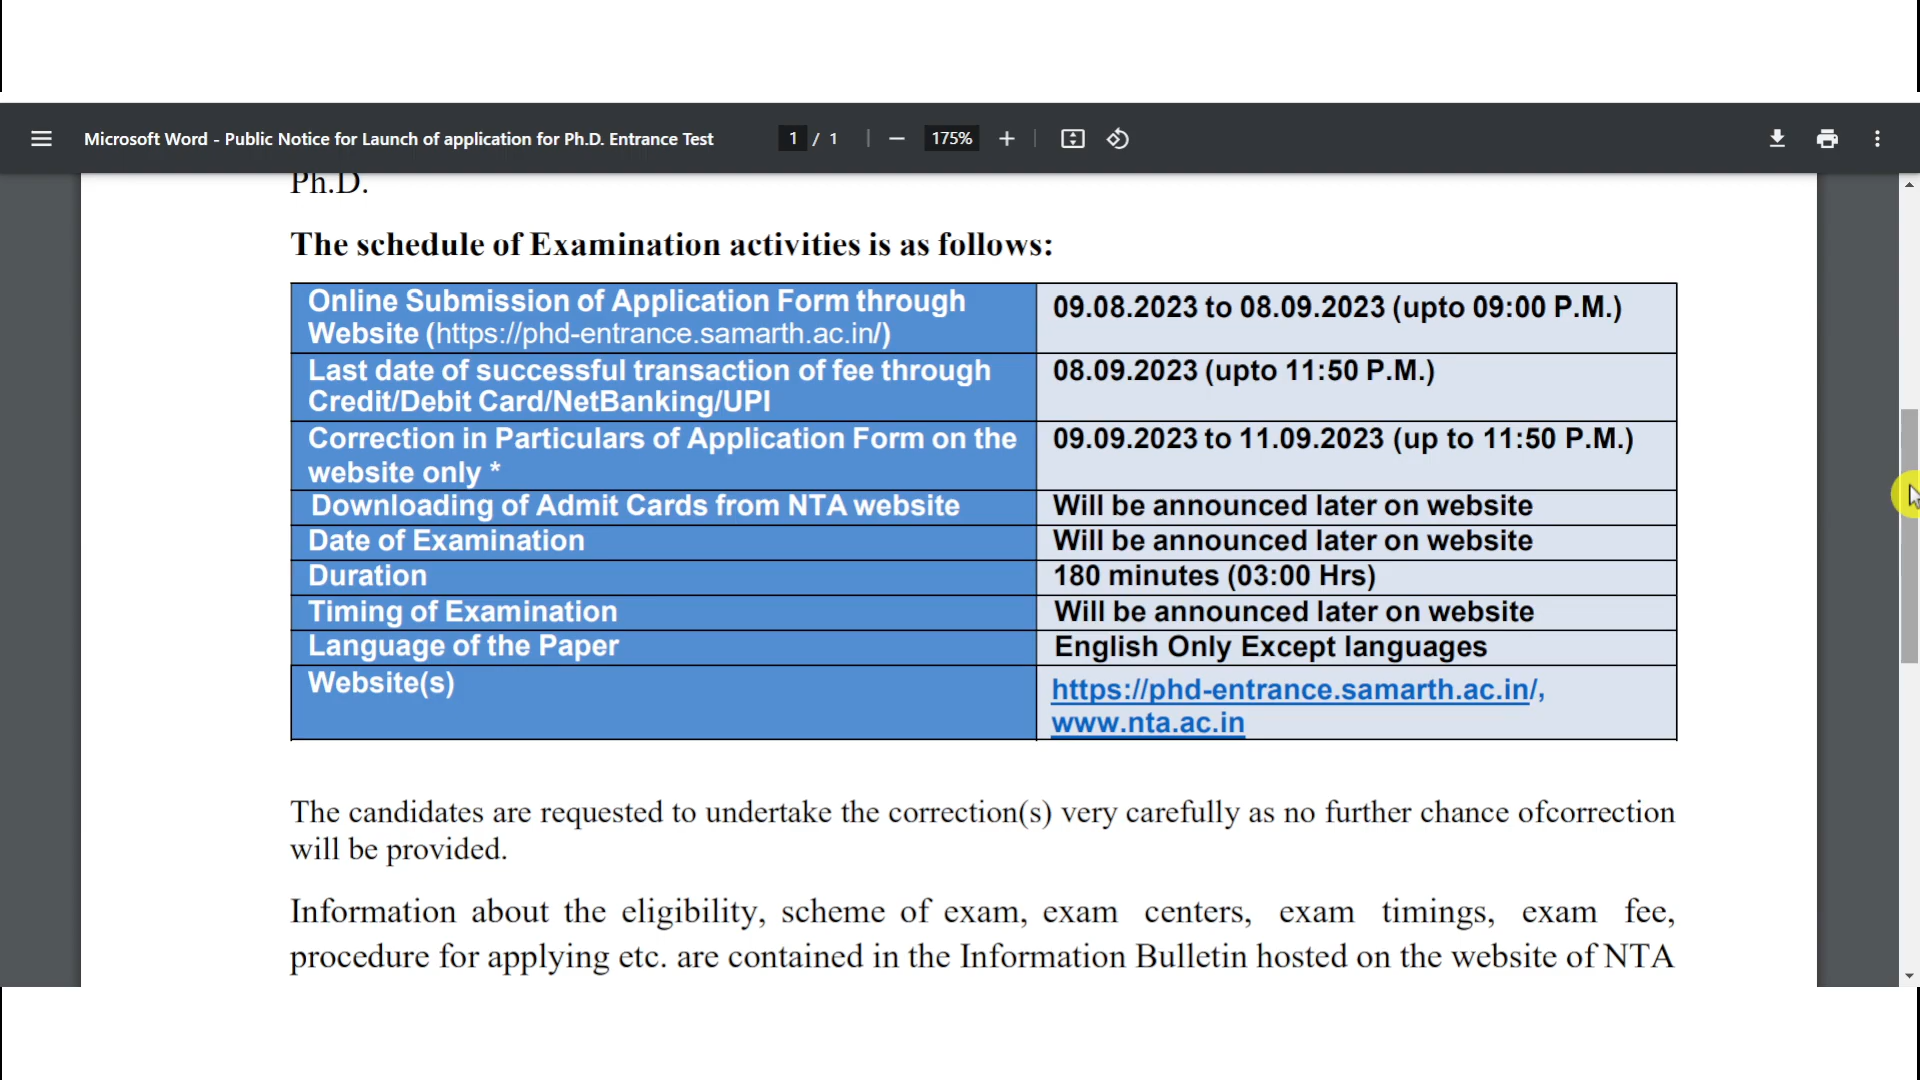 Microsoft Word - Public Notice for Launch of application for Ph.D. Entrance Test 1 / 1 175%
Ph.D.
The schedule of Examination activities is as follows:
Online Submission of Application Form through
Website (https://phd-entrance.samarth.ac.in/)
09.08.2023 to 08.09.2023 (upto 09:00 P.M.)
Last date of successful transaction of fee through
Credit/Debit Card/NetBanking/UPI
08.09.2023 (upto 11:50 P.M.)
Correction in Particulars of Application Form on the
website only *
09.09.2023 to 11.09.2023 (up to 11:50 P.M.)
Downloading of Admit Cards from NTA website
Will be announced later on website
Date of Examination
Will be announced later on website
Duration
180 minutes (03:00 Hrs)
Timing of Examination
Will be announced later on website
Language of the Paper
English Only Except languages
Website(s)
https://phd-entrance.samarth.ac.in/,
www.nta.ac.in
The candidates are requested to undertake the correction(s) very carefully as no further chance ofcorrection
will be provided.
Information about the eligibility, scheme of exam, exam centers, exam timings, exam fee,
procedure for applying etc. are contained in the Information Bulletin hosted on the website of NTA